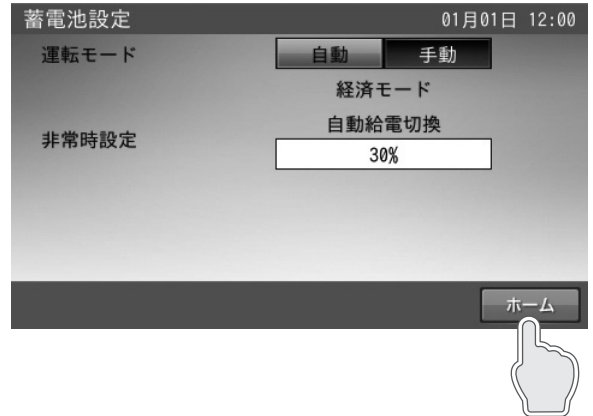 蓄電池設定 01月01日 12:00
運転モード 自動 手動
経済モード
自動給電切換
非常時設定
30%
ホーム